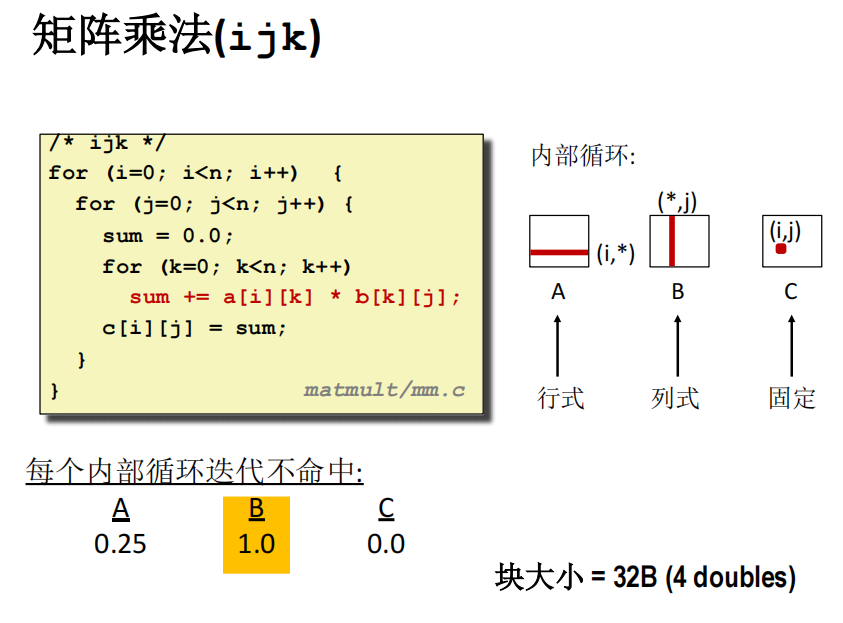 矩阵乘法(ijk)
/* ijk */
for (i=0; i<n; i++)  {
  for (j=0; j<n; j++) {
    sum = 0.0;
    for (k=0; k<n; k++)
      sum += a[i][k] * b[k][j];
    c[i][j] = sum;
  }
}
matmult/mm.c
内部循环:
(*,j)
(i,*)
(i,j)
A B C
行式 列式 固定
每个内部循环迭代不命中:
A B C
0.25 1.0 0.0
块大小 = 32B (4 doubles)